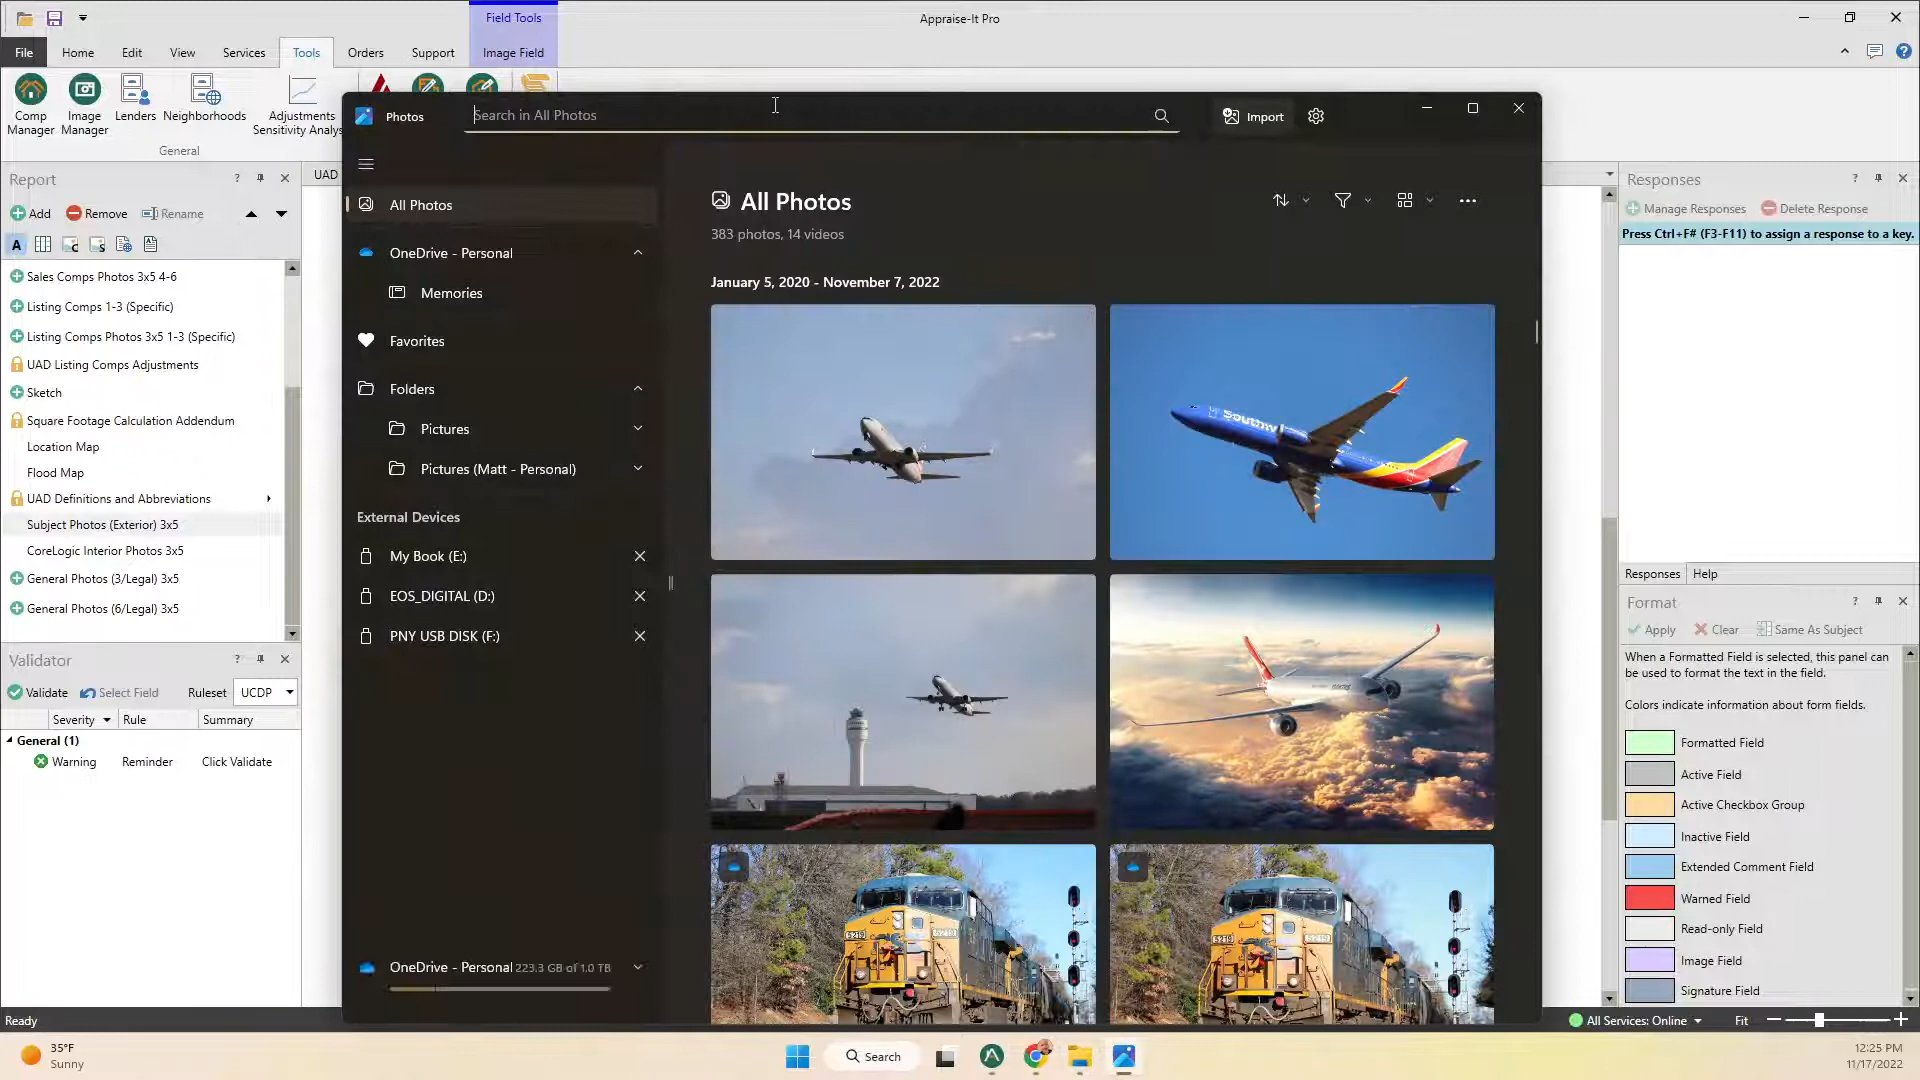 Field Tools
Appraise-It Pro
File
Home
Edit
View
Services
Tools
Orders
Support
Image Field
Comp
Manager
Image
Manager
Lenders
Neighborhoods
Adjustments
Sensitivity Analys
General
Photos
Search in All Photos
Import
Report
Add
Remove
Rename
A
Sales Comps Photos 3x5 4-6
Listing Comps 1-3 (Specific)
Listing Comps Photos 3x5 1-3 (Specific)
UAD Listing Comps Adjustments
Sketch
Square Footage Calculation Addendum
Location Map
Flood Map
UAD Definitions and Abbreviations
Subject Photos (Exterior) 3x5
CoreLogic Interior Photos 3x5
General Photos (3/Legal) 3x5
General Photos (6/Legal) 3x5
Validator
Validate
Select Field
Ruleset
UCDP
Severity
Rule
Summary
General (1)
Warning
Reminder
Click Validate
UAD
All Photos
OneDrive - Personal
Memories
Favorites
Folders
Pictures
Pictures (Matt - Personal)
External Devices
My Book (E:)
EOS_DIGITAL (D:)
PNY USB DISK (F:)
OneDrive - Personal 223.3 GB of 1.0 TB
All Photos
383 photos, 14 videos
January 5, 2020 - November 7, 2022
Southw
5219
5219
Responses
Manage Responses
Delete Response
Press Ctrl+F# (F3-F11) to assign a response to a key.
Responses
Help
Format
Apply
Clear
Same As Subject
When a Formatted Field is selected, this panel can
be used to format the text in the field.
Colors indicate information about form fields.
Formatted Field
Active Field
Active Checkbox Group
Inactive Field
Extended Comment Field
Warned Field
Read-only Field
Image Field
Signature Field
Ready
All Services: Online
Fit
35°F
Sunny
Search
12:25 PM
11/17/2022